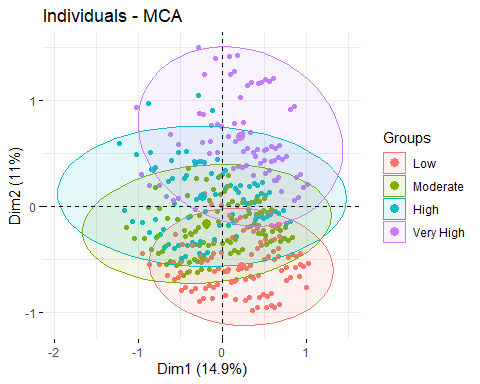 Individuals - MCA
Dim2 (11%)
1
0
-1
-2
-1
0
1
Dim1 (14.9%)
Groups
Low
Moderate
High
Very High